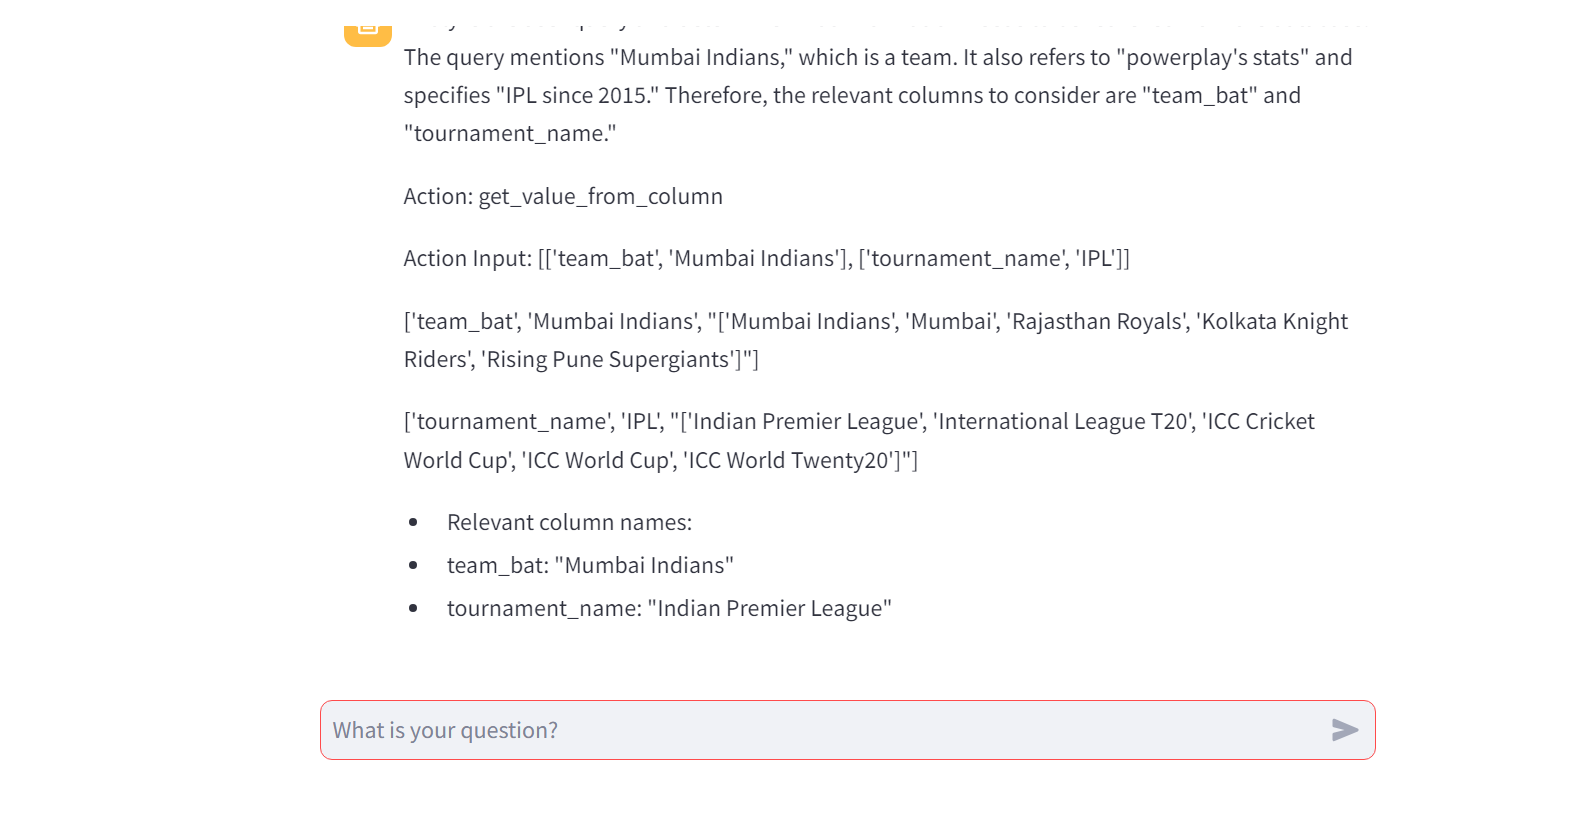 The query mentions "Mumbai Indians," which is a team. It also refers to "powerplay's stats" and
specifies "IPL since 2015." Therefore, the relevant columns to consider are "team_bat" and
"tournament_name."
Action: get_value_from_column
Action Input: [['team_bat', 'Mumbai Indians'], ['tournament_name', 'IPL']]
['team_bat', 'Mumbai Indians', "['Mumbai Indians', 'Mumbai', 'Rajasthan Royals', 'Kolkata Knight
Riders', 'Rising Pune Supergiants']"]
['tournament_name', 'IPL', "['Indian Premier League', 'International League T20', 'ICC Cricket
World Cup', 'ICC World Cup', 'ICC World Twenty20']"]
• Relevant column names:
• team_bat: "Mumbai Indians"
• tournament_name: "Indian Premier League"
What is your question?